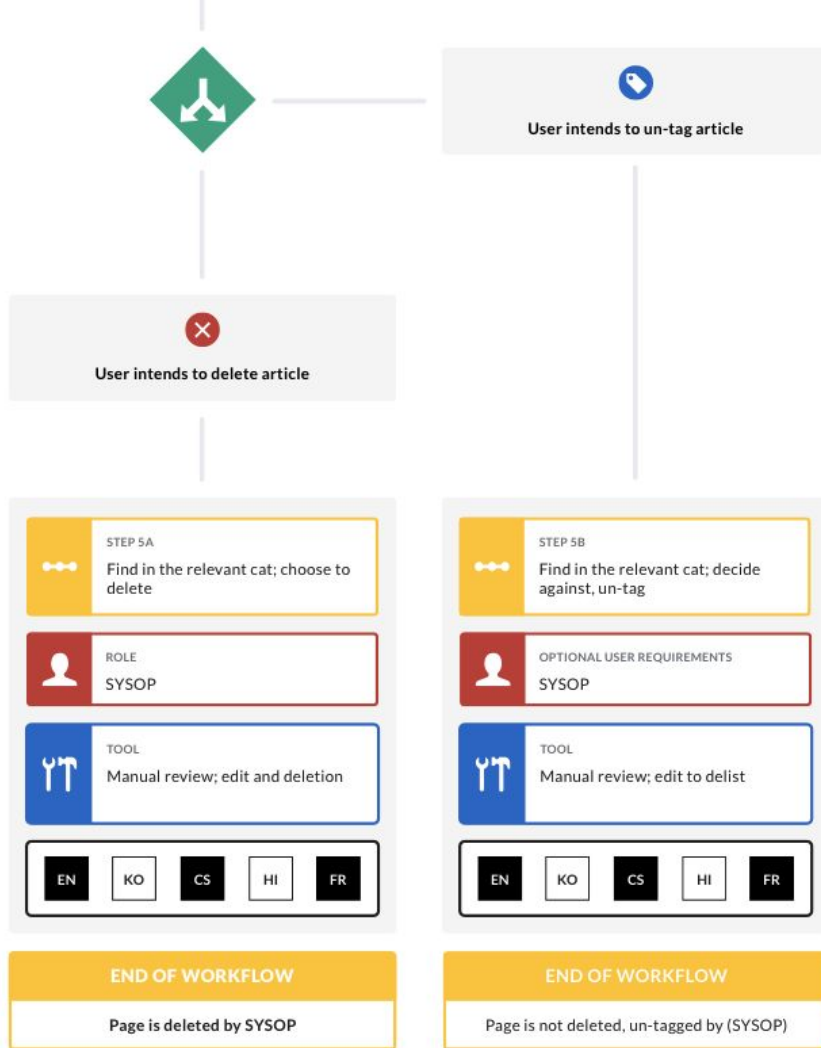 User intends to un-tag article
User intends to delete article
STEP 5A
Find in the relevant cat; choose to
delete
ROLE
SYSOP
TOOL
Manual review; edit and deletion
EN KO CS HI FR
END OF WORKFLOW
Page is deleted by SYSOP
STEP 5B
Find in the relevant cat; decide
against, un-tag
OPTIONAL USER REQUIREMENTS
SYSOP
TOOL
Manual review; edit to delist
EN KO CS HI FR
END OF WORKFLOW
Page is not deleted, un-tagged by (SYSOP)